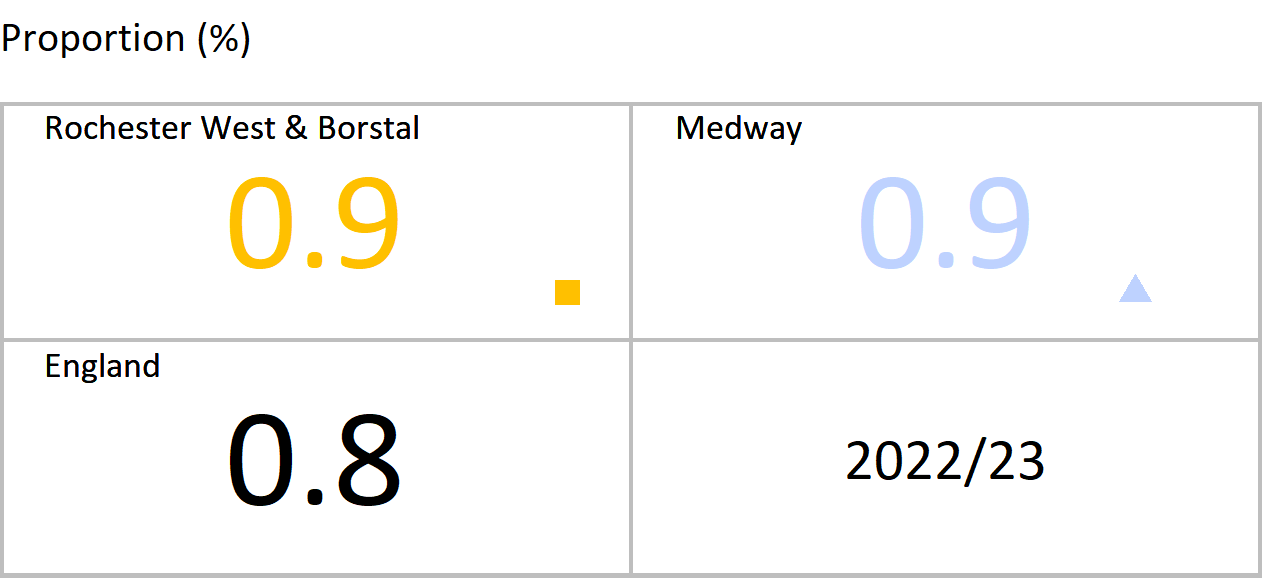 Proportion (%)
Rochester West & Borstal
0.9
Medway
0.9
England
0.8
2022/23